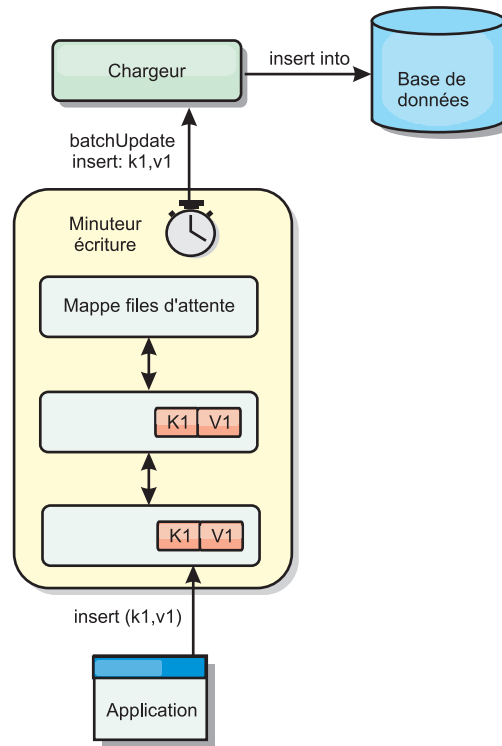 Chargeur
insert into
Base de
données
batchUpdate
insert: k1,v1
Minuteur
écriture
Mappe files d'attente
K1 V1
K1 V1
insert (k1,v1)
Application